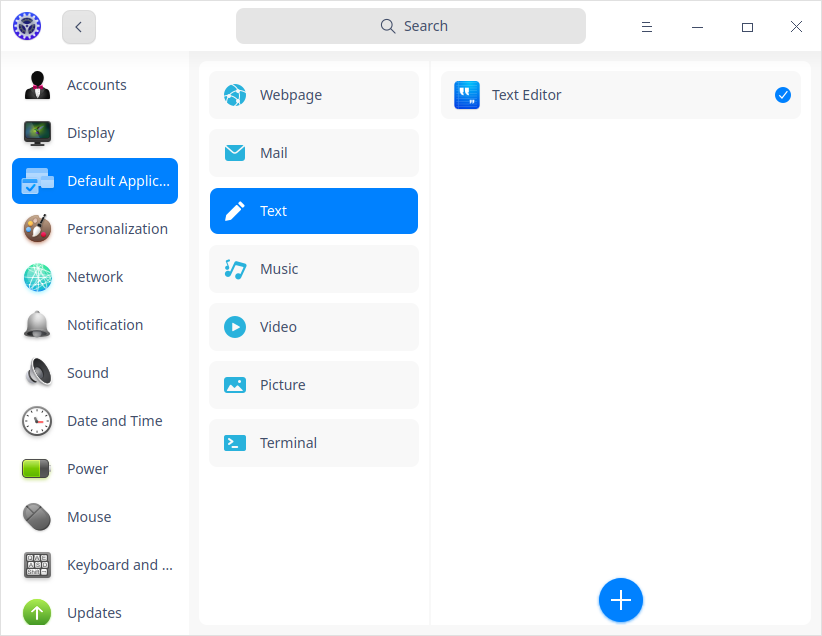 Search
Accounts
Display
Default Applic...
Personalization
Network
Notification
Sound
Date and Time
Power
Mouse
Keyboard and ...
Updates
Webpage
Mail
Text
Music
Video
Picture
Terminal
Text Editor